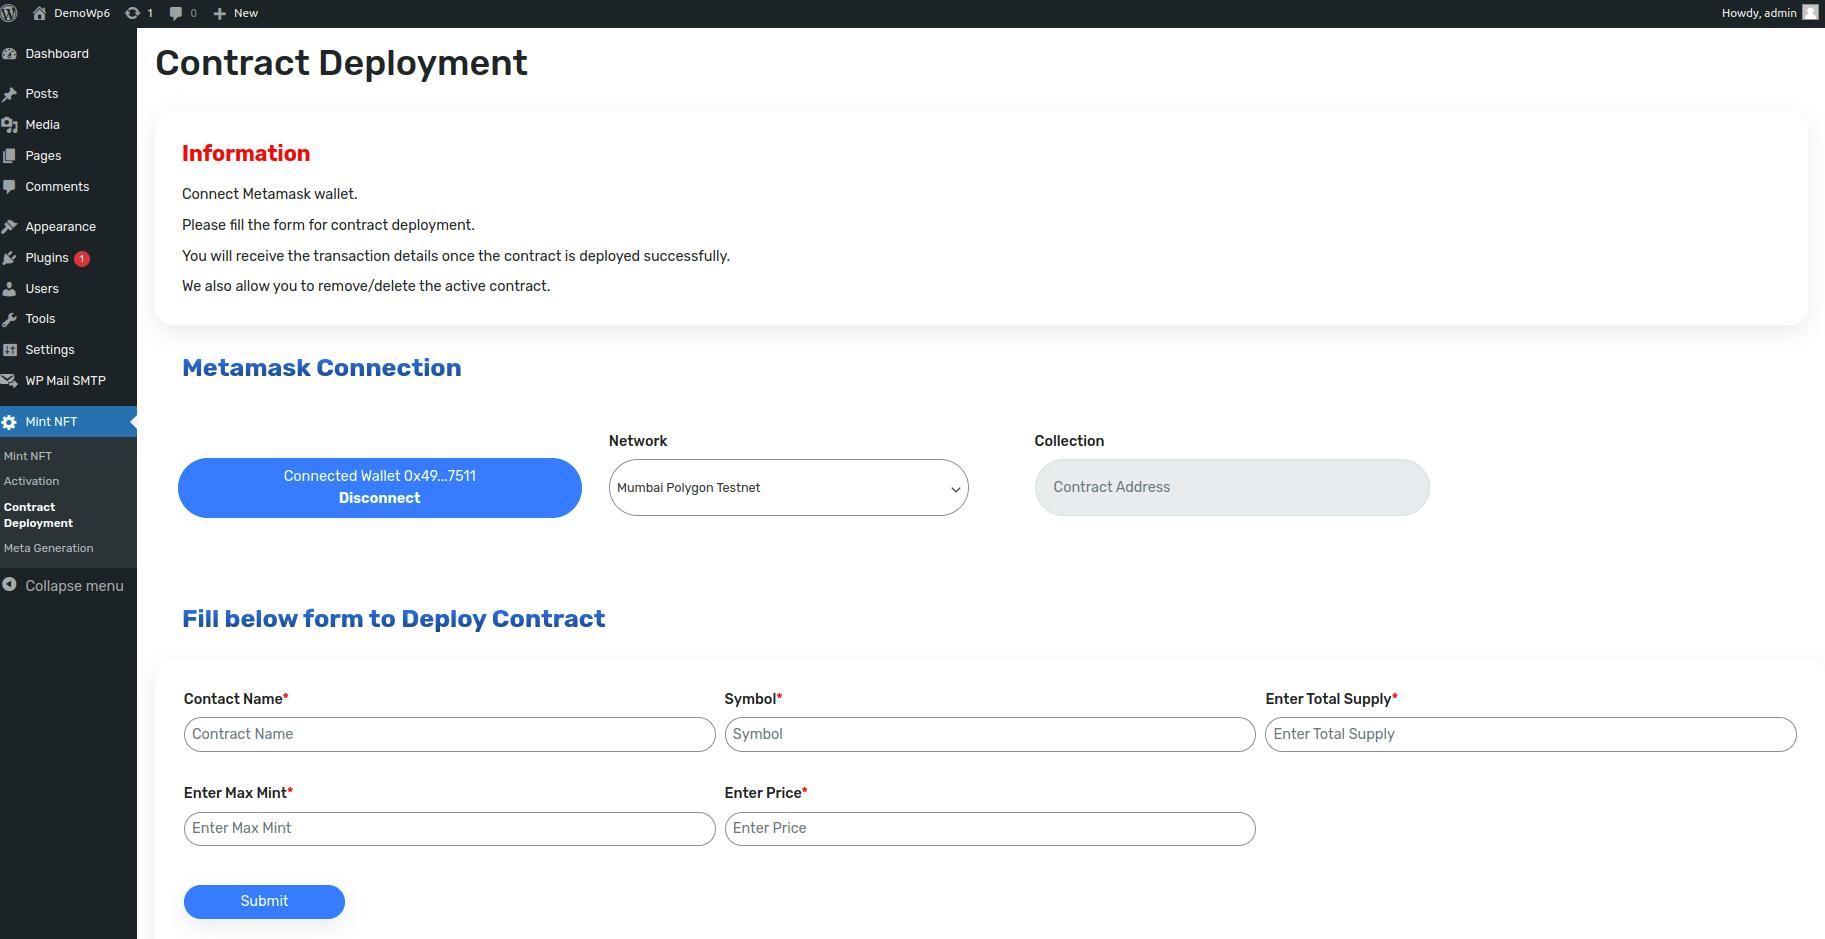 DemoWp6 1 0 New Howdy, admin
Dashboard
Posts
Media
Pages
Comments
Appearance
Plugins 1
Users
Tools
Settings
WP Mail SMTP
Mint NFT
Mint NFT
Activation
Contract
Deployment
Meta Generation
Collapse menu
Contract Deployment
Information
Connect Metamask wallet.
Please fill the form for contract deployment.
You will receive the transaction details once the contract is deployed successfully.
We also allow you to remove/delete the active contract.
Metamask Connection
Connected Wallet 0x49...7511
Disconnect
Network
Mumbai Polygon Testnet
Collection
Contract Address
Fill below form to Deploy Contract
Contact Name*
Contract Name
Symbol*
Symbol
Enter Total Supply*
Enter Total Supply
Enter Max Mint*
Enter Max Mint
Enter Price*
Enter Price
Submit